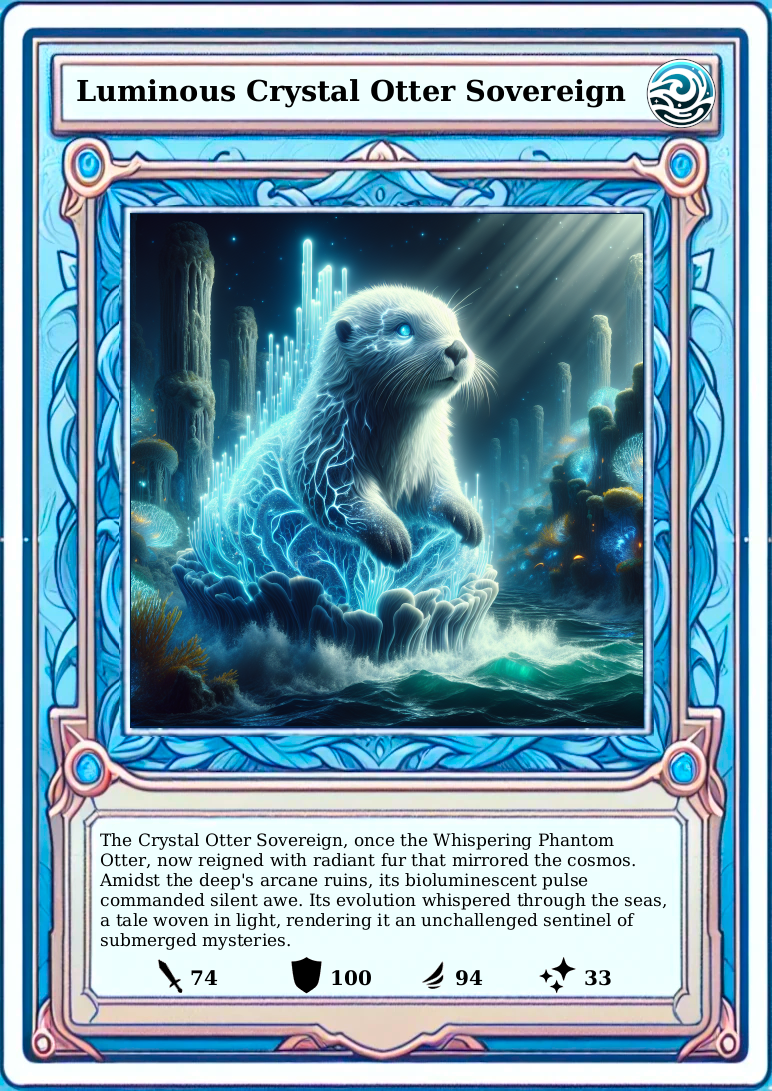 Luminous Crystal Otter Sovereign
The Crystal Otter Sovereign, once the Whispering Phantom
Otter, now reigned with radiant fur that mirrored the cosmos.
Amidst the deep's arcane ruins, its bioluminescent pulse
commanded silent awe. Its evolution whispered through the seas,
a tale woven in light, rendering it an unchallenged sentinel of
submerged mysteries.
74 100 94 33